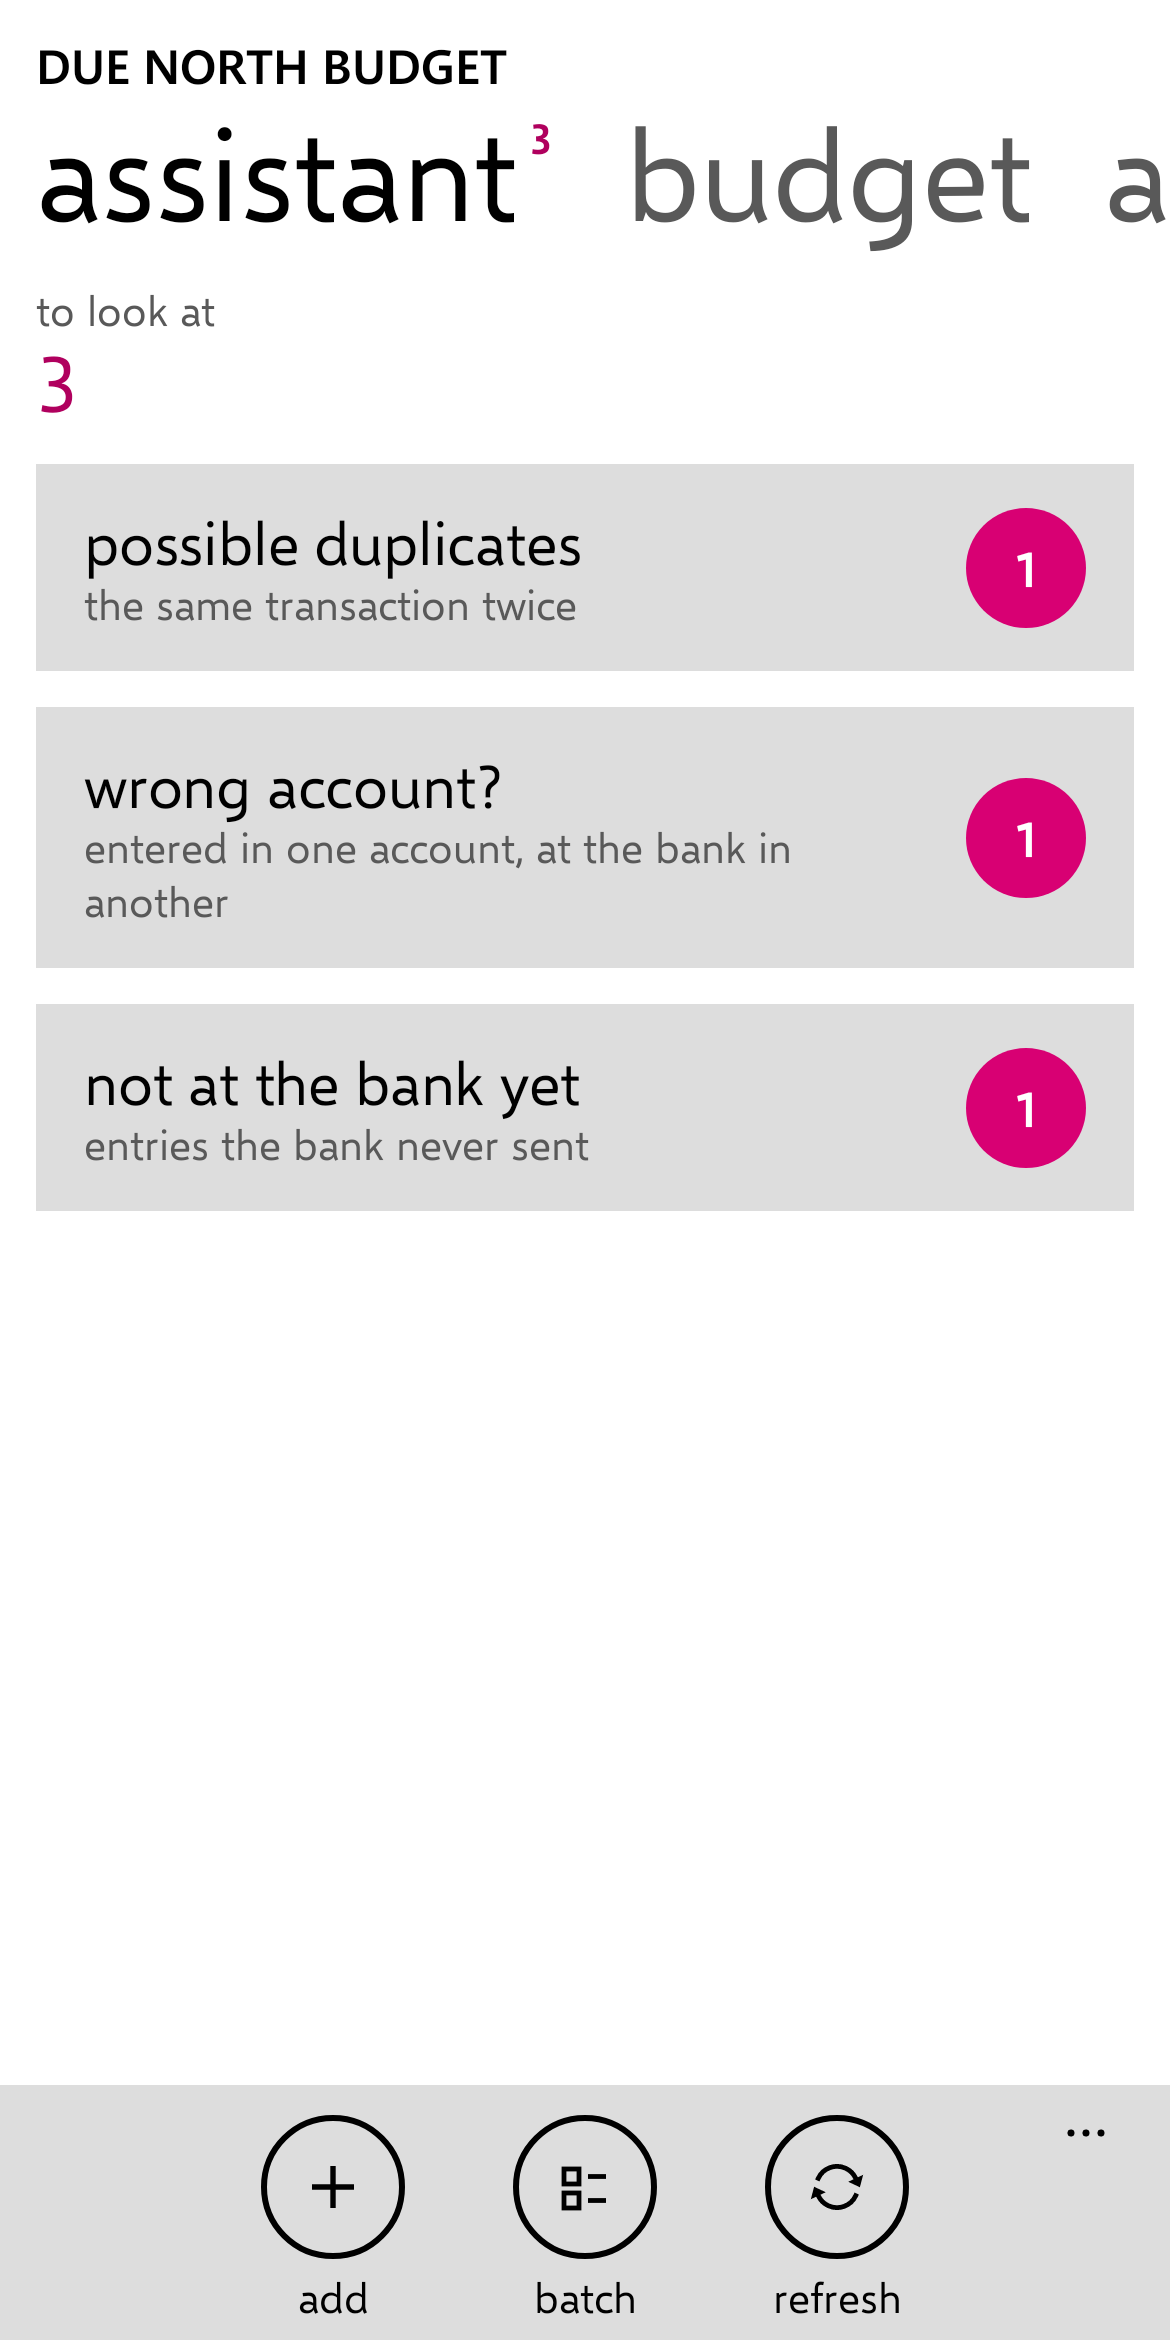 DUE NORTH BUDGET
assistant 3 budget a
to look at
3
possible duplicates
the same transaction twice
1
wrong account?
entered in one account, at the bank in
another
1
not at the bank yet
entries the bank never sent
1
add batch refresh